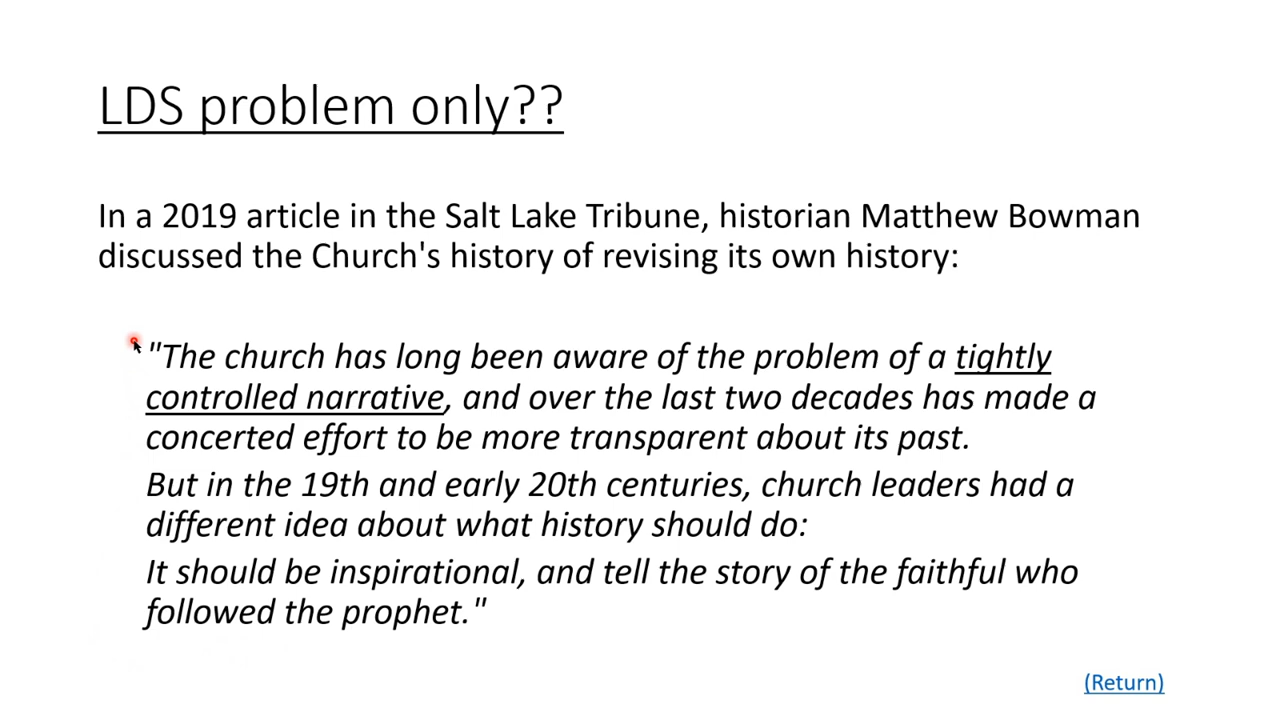 LDS problem only??
In a 2019 article in the Salt Lake Tribune, historian Matthew Bowman
discussed the Church's history of revising its own history:
"The church has long been aware of the problem of a tightly
controlled narrative, and over the last two decades has made a
concerted effort to be more transparent about its past.
But in the 19th and early 20th centuries, church leaders had a
different idea about what history should do:
It should be inspirational, and tell the story of the faithful who
followed the prophet."
(Return)